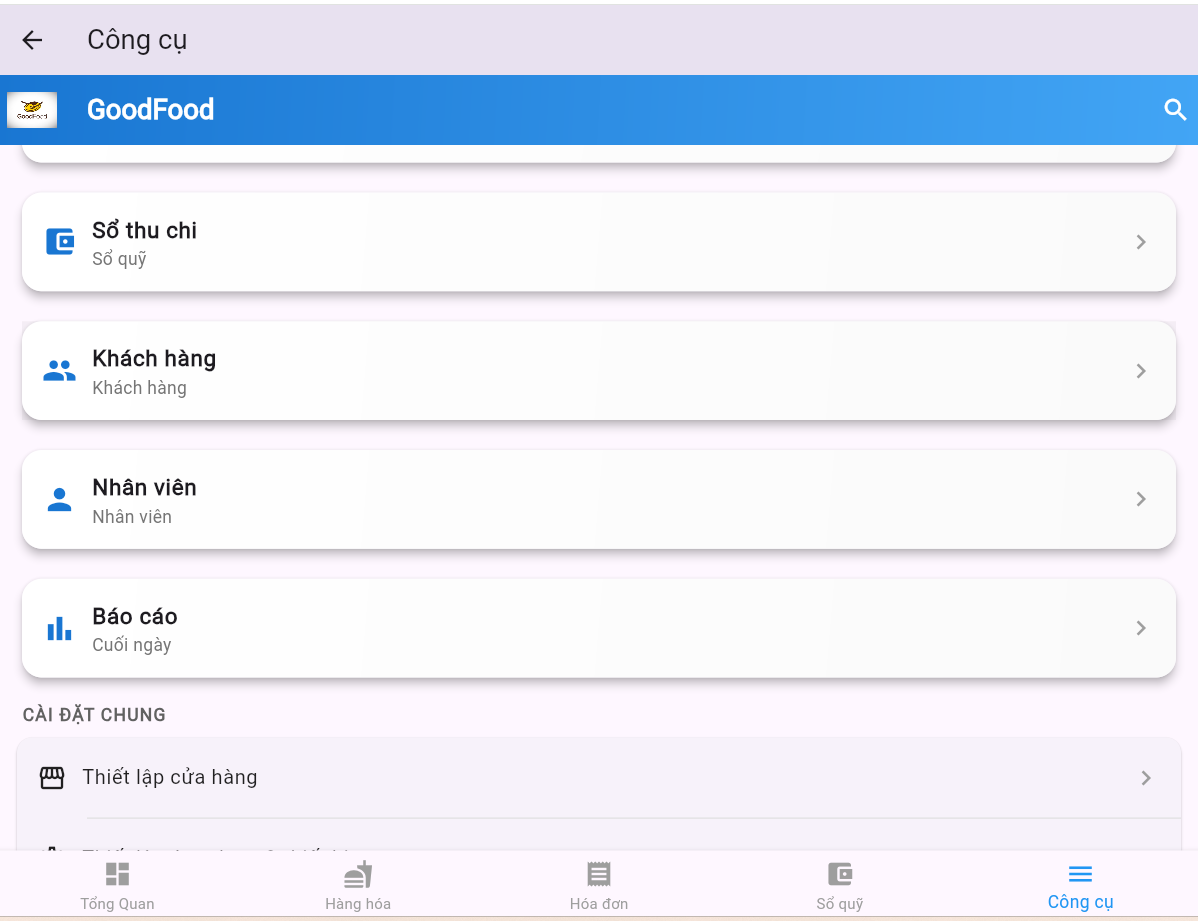 Công cụ
GoodFood
GoodFood
Sổ thu chi
Sổ quỹ
Khách hàng
Khách hàng
Nhân viên
Nhân viên
Báo cáo
Cuối ngày
CÀI ĐẶT CHUNG
Thiết lập cửa hàng
Tổng Quan
Hàng hóa
Hóa đơn
Sổ quỹ
Công cụ